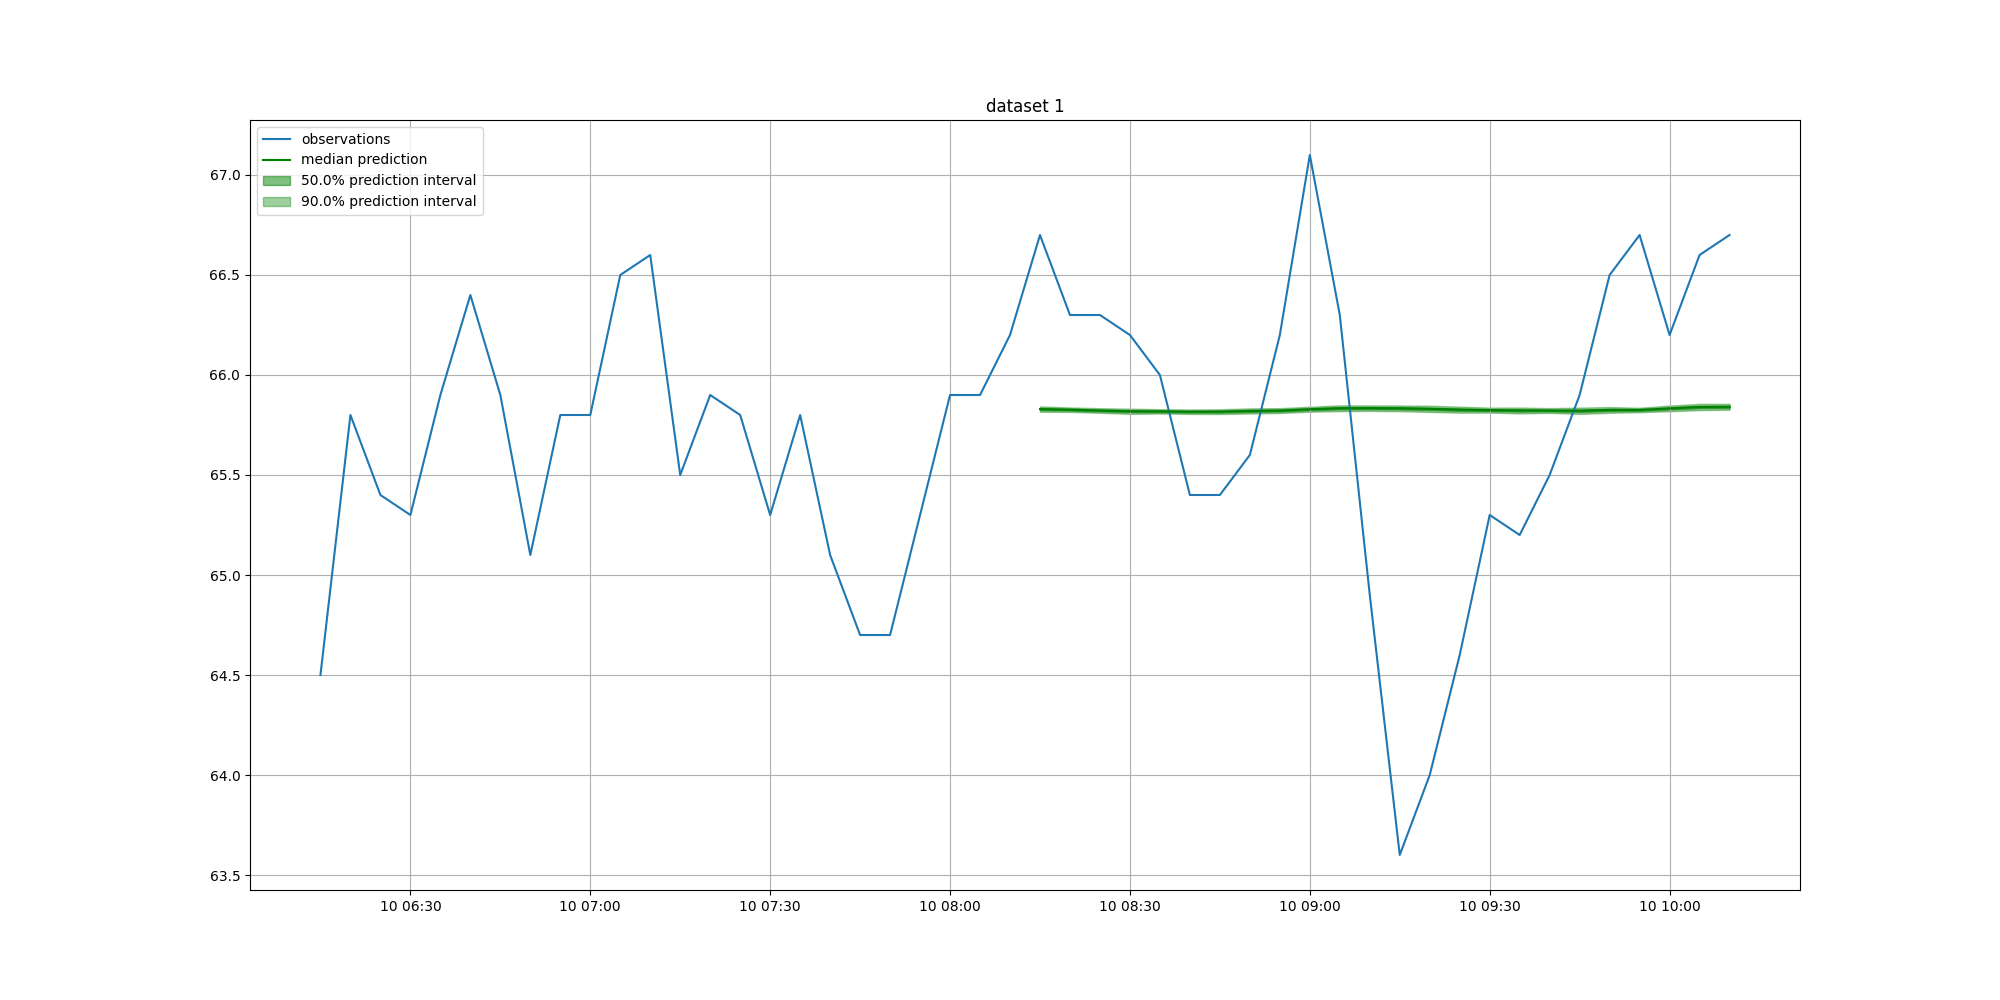 dataset 1
observations
median prediction
50.0% prediction interval
90.0% prediction interval
67.0
66.5
66.0
65.5
65.0
64.5
64.0
63.5
10 06:30 10 07:00 10 07:30 10 08:00 10 08:30 10 09:00 10 09:30 10 10:00